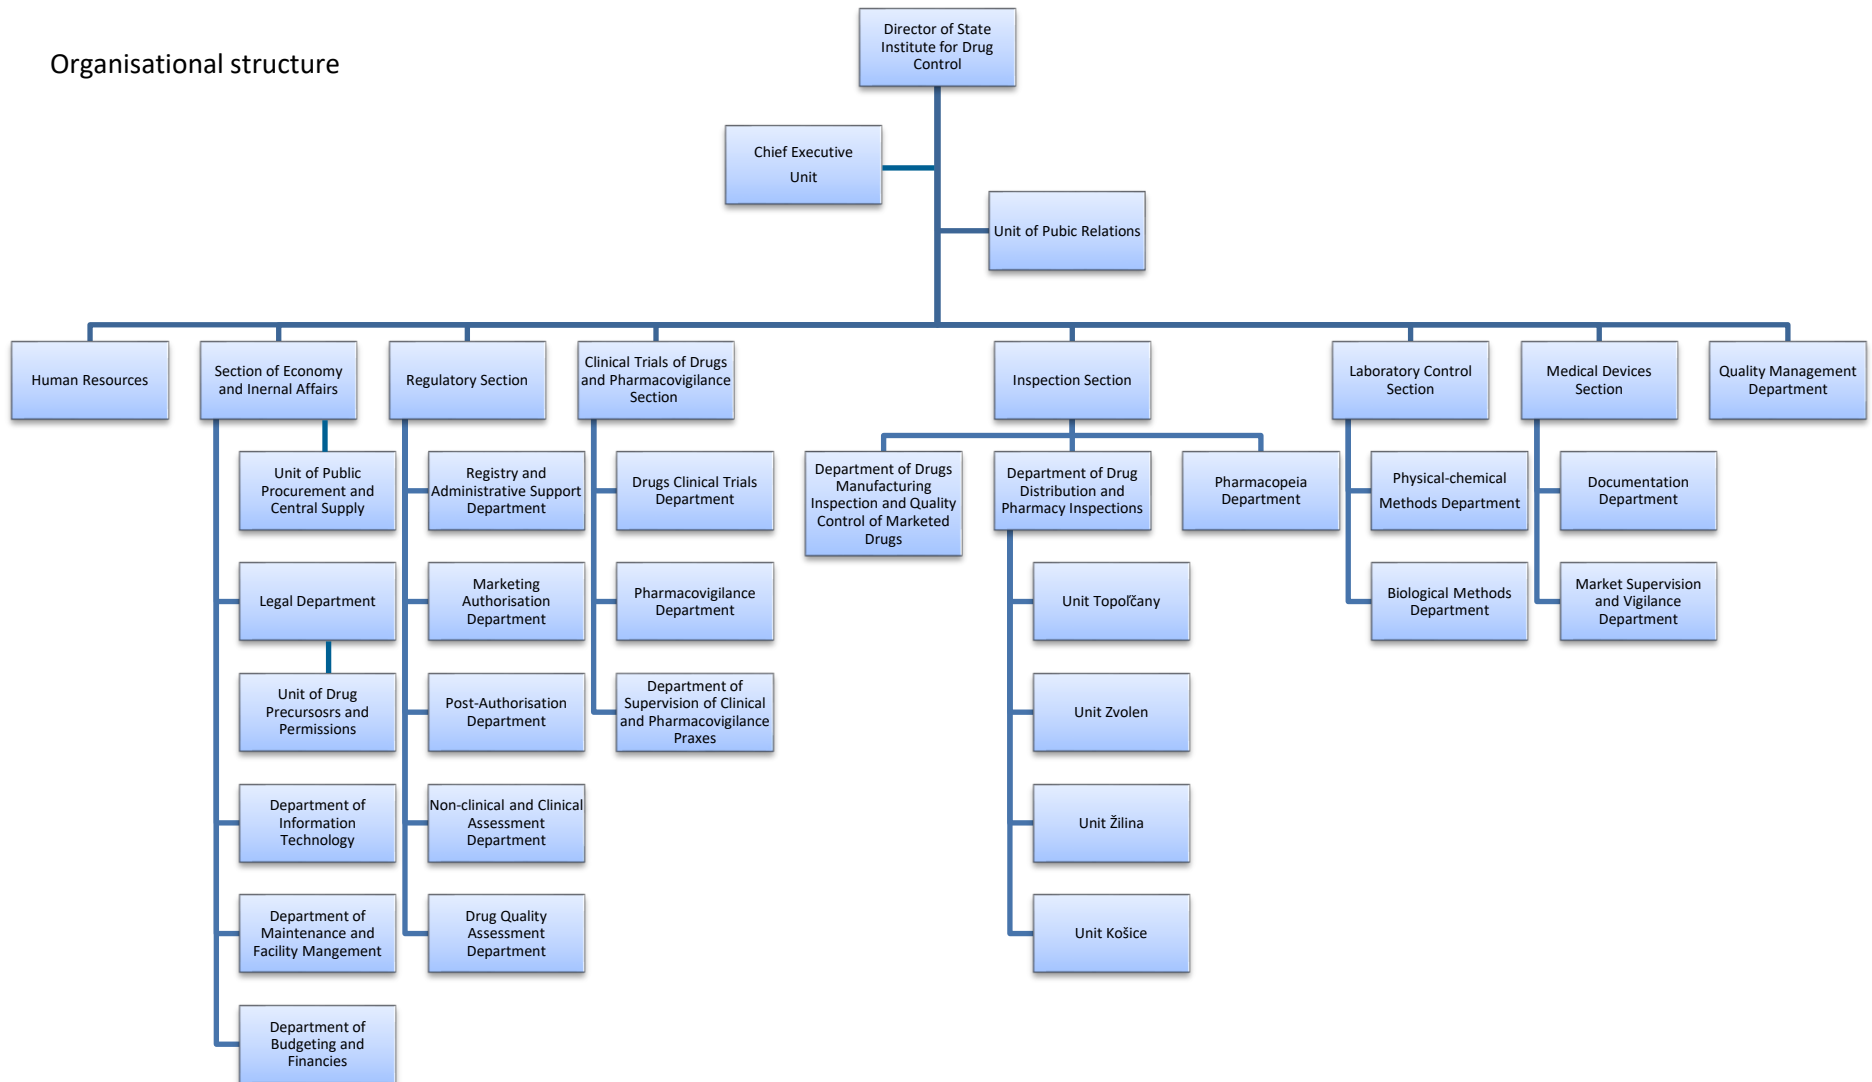 Organisational structure
Director of State
Institute for Drug
Control
Chief Executive
Unit
Unit of Pubic Relations
Human Resources
Section of Economy
and Inernal Affairs
Regulatory Section
Clinical Trials of Drugs
and Pharmacovigilance
Section
Inspection Section
Laboratory Control
Section
Medical Devices
Section
Quality Management
Department
Unit of Public
Procurement and
Central Supply
Legal Department
Unit of Drug
Precursosrs and
Permissions
Department of
Information
Technology
Department of
Maintenance and
Facility Mangement
Department of
Budgeting and
Financies
Registry and
Administrative Support
Department
Marketing
Authorisation
Department
Post-Authorisation
Department
Non-clinical and Clinical
Assessment
Department
Drug Quality
Assessment
Department
Drugs Clinical Trials
Department
Pharmacovigilance
Department
Department of
Supervision of Clinical
and Pharmacovigilance
Praxes
Department of Drugs
Manufacturing
Inspection and Quality
Control of Marketed
Drugs
Department of Drug
Distribution and
Pharmacy Inspections
Unit Topoľčany
Unit Zvolen
Unit Žilina
Unit Košice
Pharmacopeia
Department
Physical-chemical
Methods Department
Biological Methods
Department
Documentation
Department
Market Supervision
and Vigilance
Department